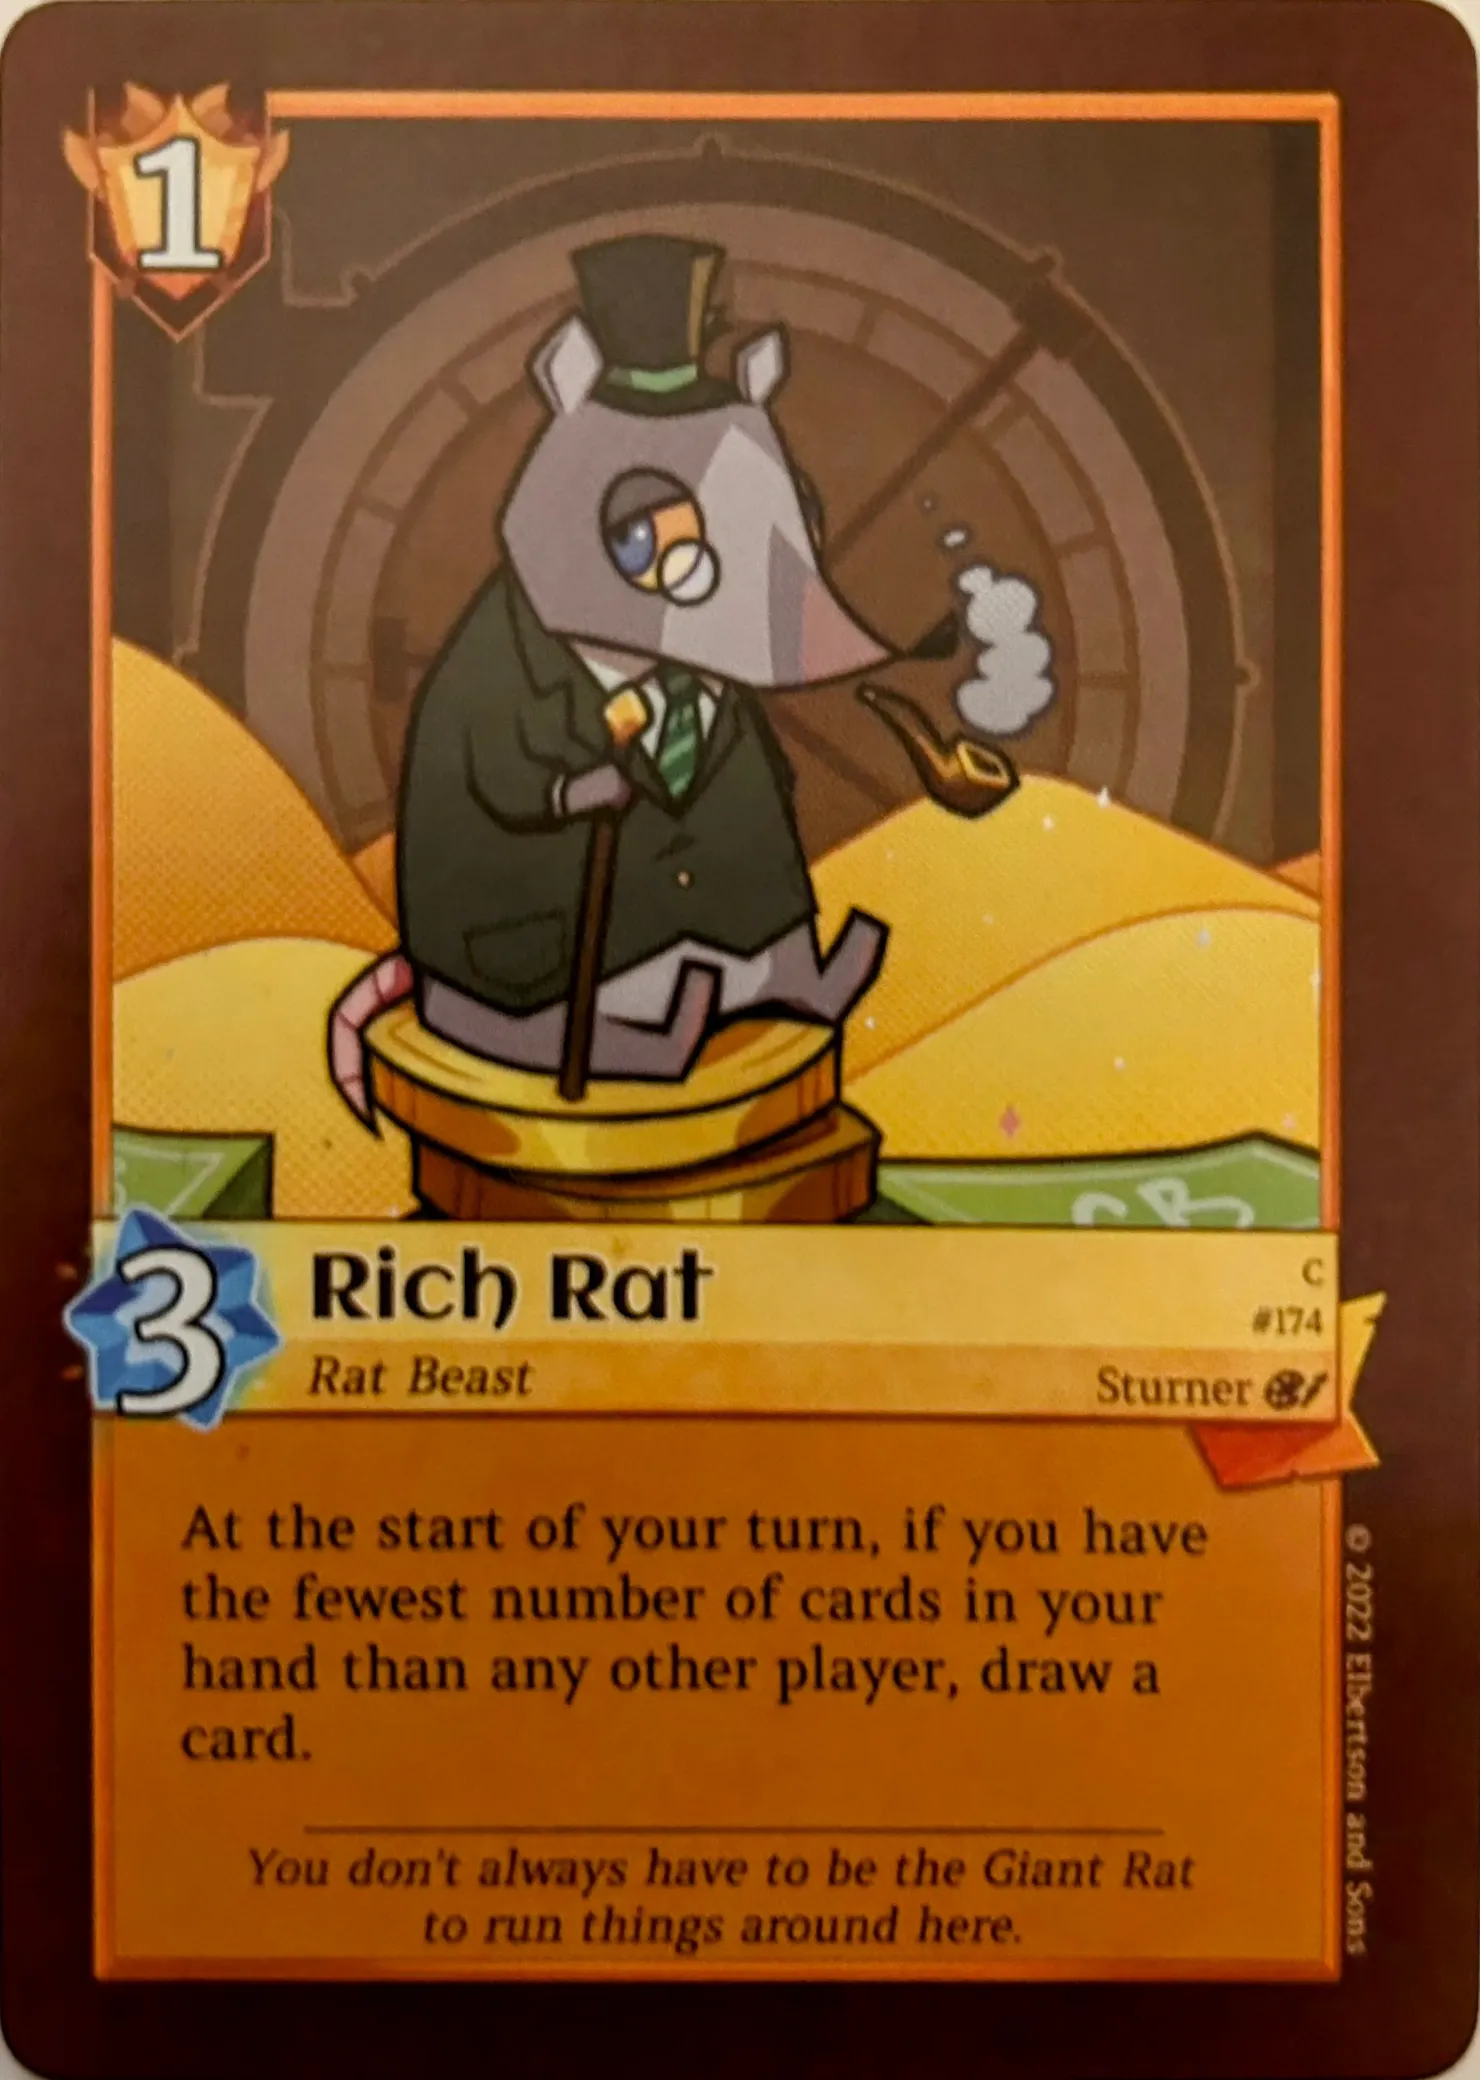 1
CB
3
Rich Rat
C
#174
Rat Beast
Sturner
At the start of your turn, if you have
the fewest number of cards in your
hand than any other player, draw a
card.
You don't always have to be the Giant Rat
to run things around here.
© 2022 Elbertson and Sons